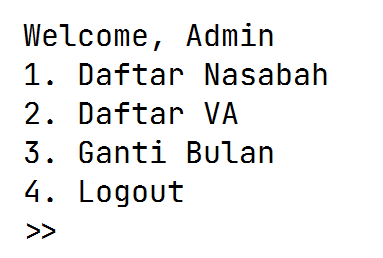 Welcome, Admin
1. Daftar Nasabah
2. Daftar VA
3. Ganti Bulan
4. Logout
>>